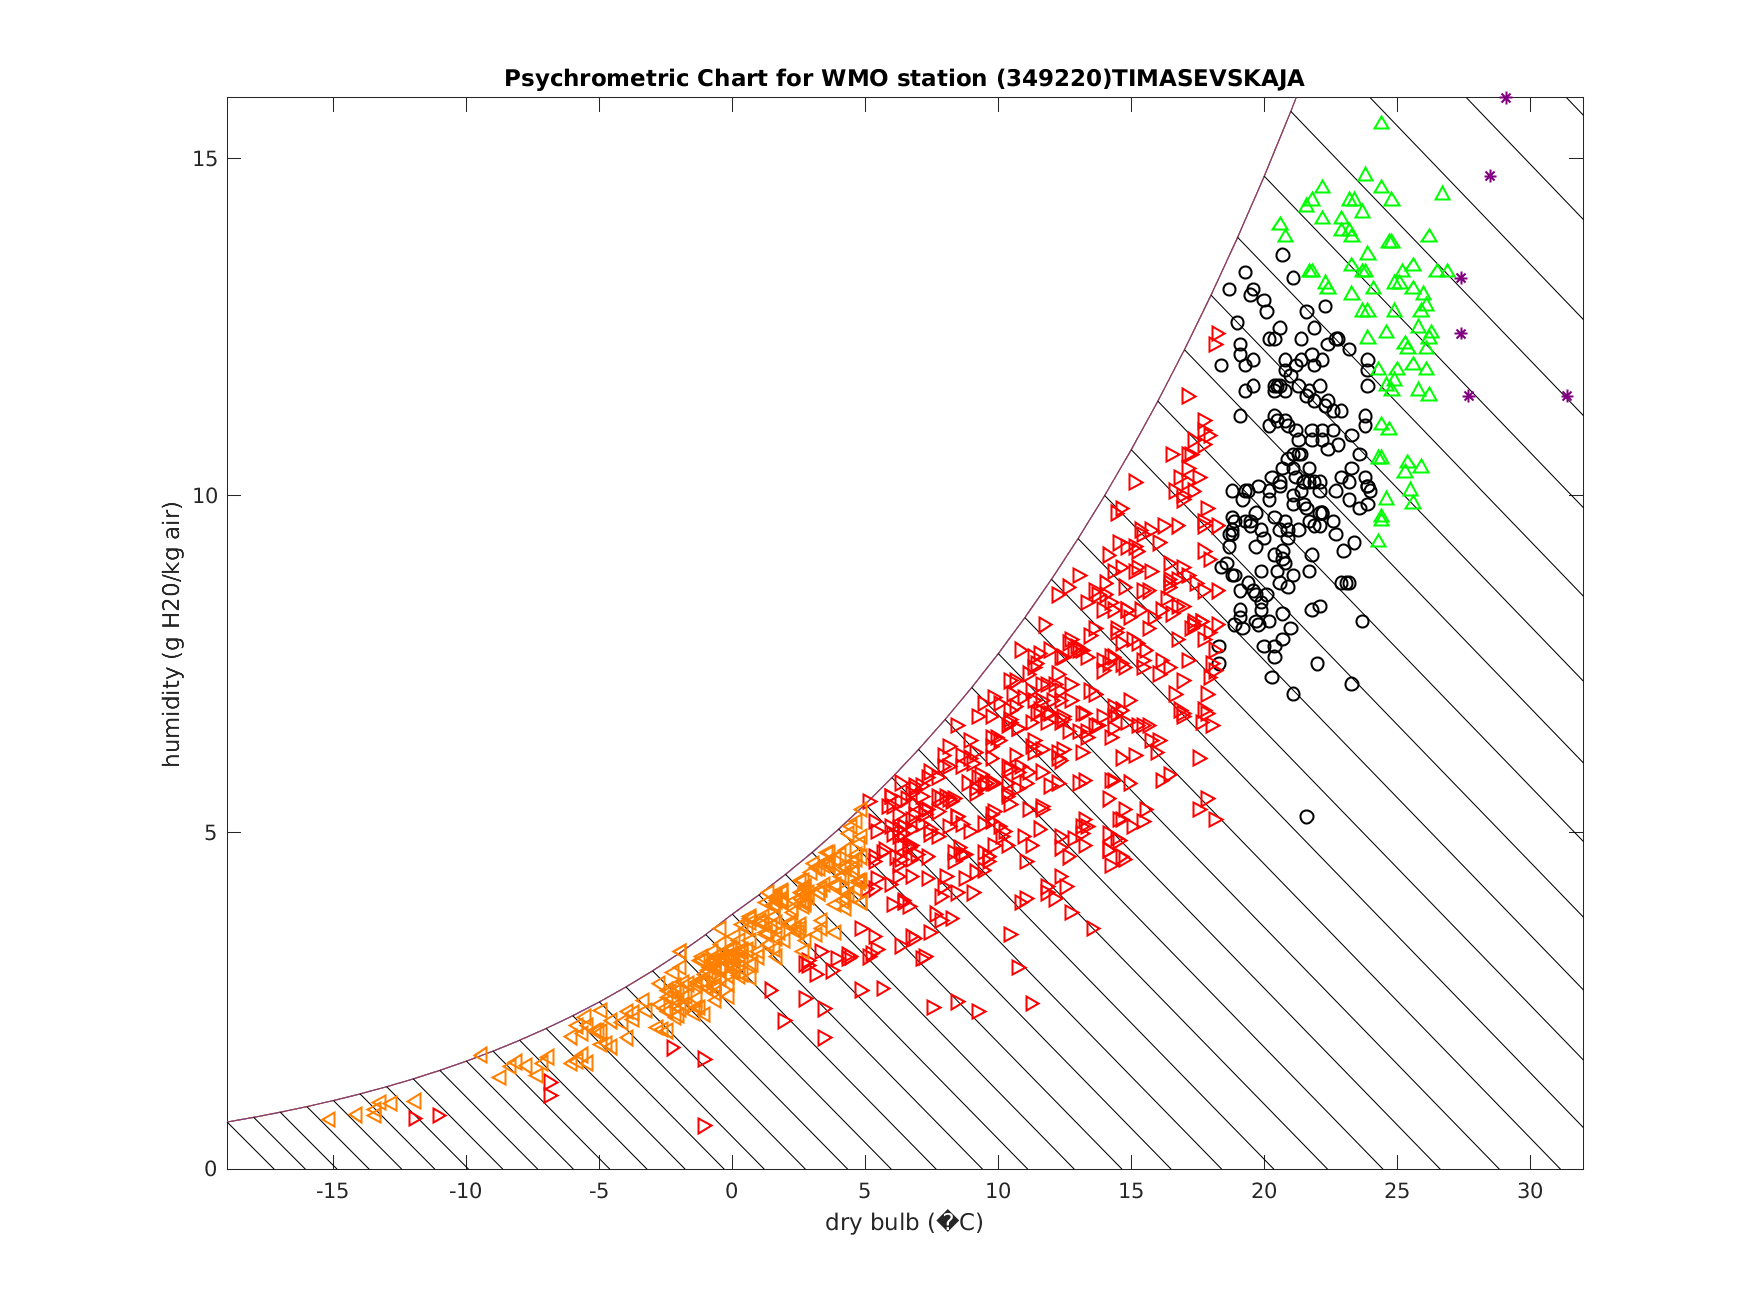 Psychrometric Chart for WMO station (349220)TIMASEVSKAJA
humidity (g H20/kg air)
15
10
5
0
-15 -10 -5 0 5 10 15 20 25 30
dry bulb (�C)